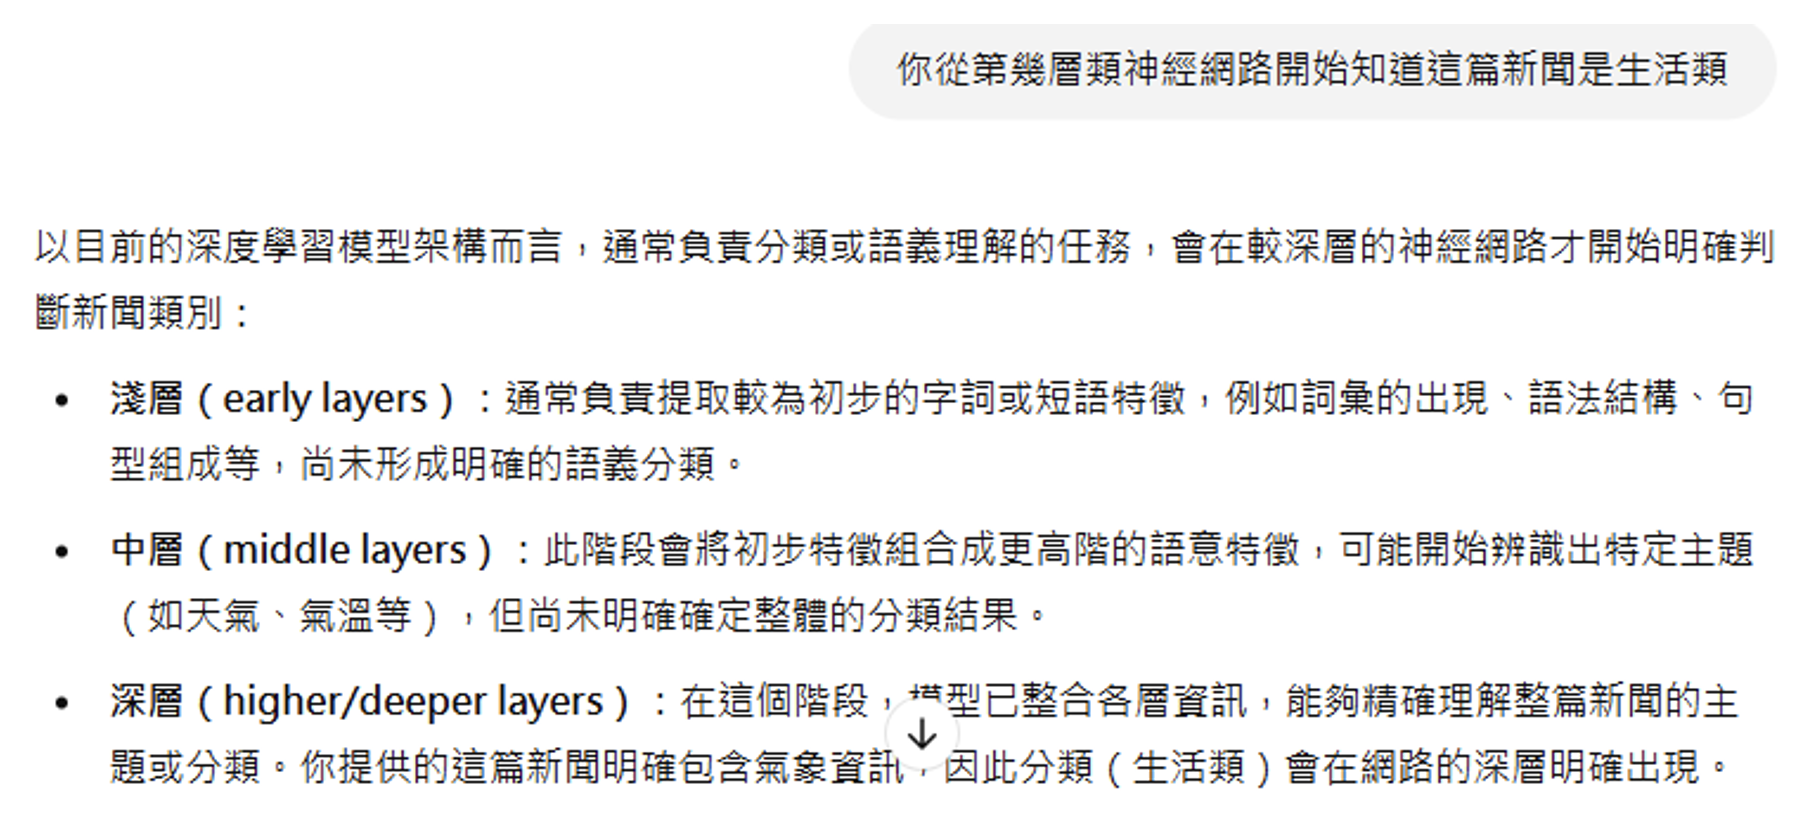 你從第幾層類神經網路開始知道這篇新聞是生活類
以目前的深度學習模型架構而言，通常負責分類或語義理解的任務，會在較深層的神經網路才開始明確判
斷新聞類別：
• 淺層（early layers）：通常負責提取較為初步的字詞或短語特徵，例如詞彙的出現、語法結構、句
型組成等，尚未形成明確的語義分類。
• 中層（middle layers）：此階段會將初步特徵組合成更高階的語意特徵，可能開始辨識出特定主題
（如天氣、氣溫等），但尚未明確確定整體的分類結果。
• 深層（higher/deeper layers）：在這個階段，模型已整合各層資訊，能夠精確理解整篇新聞的主
題或分類。你提供的這篇新聞明確包含氣象資訊，因此分類（生活類）會在網路的深層明確出現。